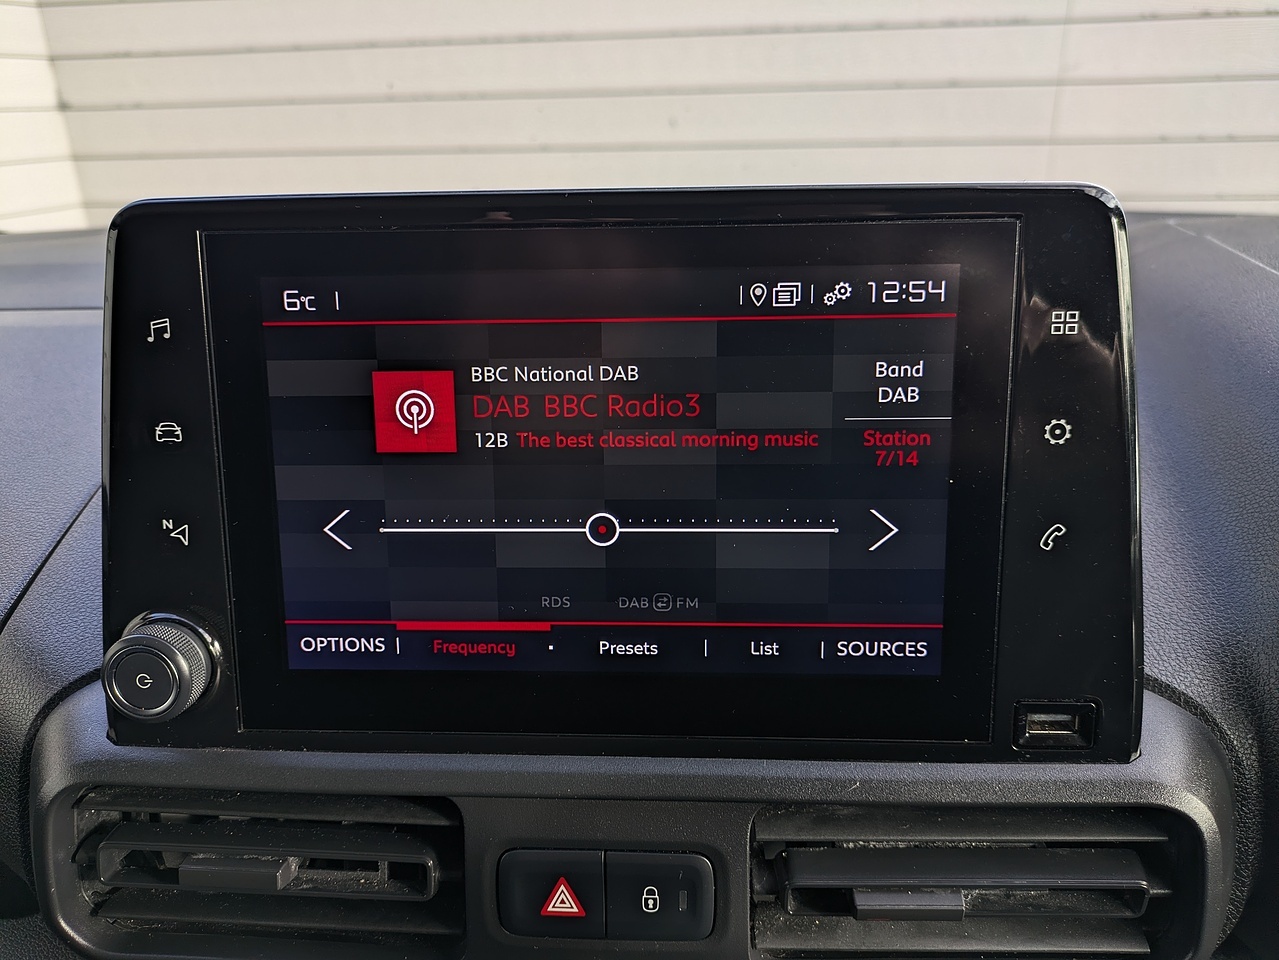 6°C
12:54
BBC National DAB
DAB BBC Radio3
12B The best classical morning music
Band
DAB
Station
7/14
N
RDS DAB FM
OPTIONS Frequency Presets List SOURCES